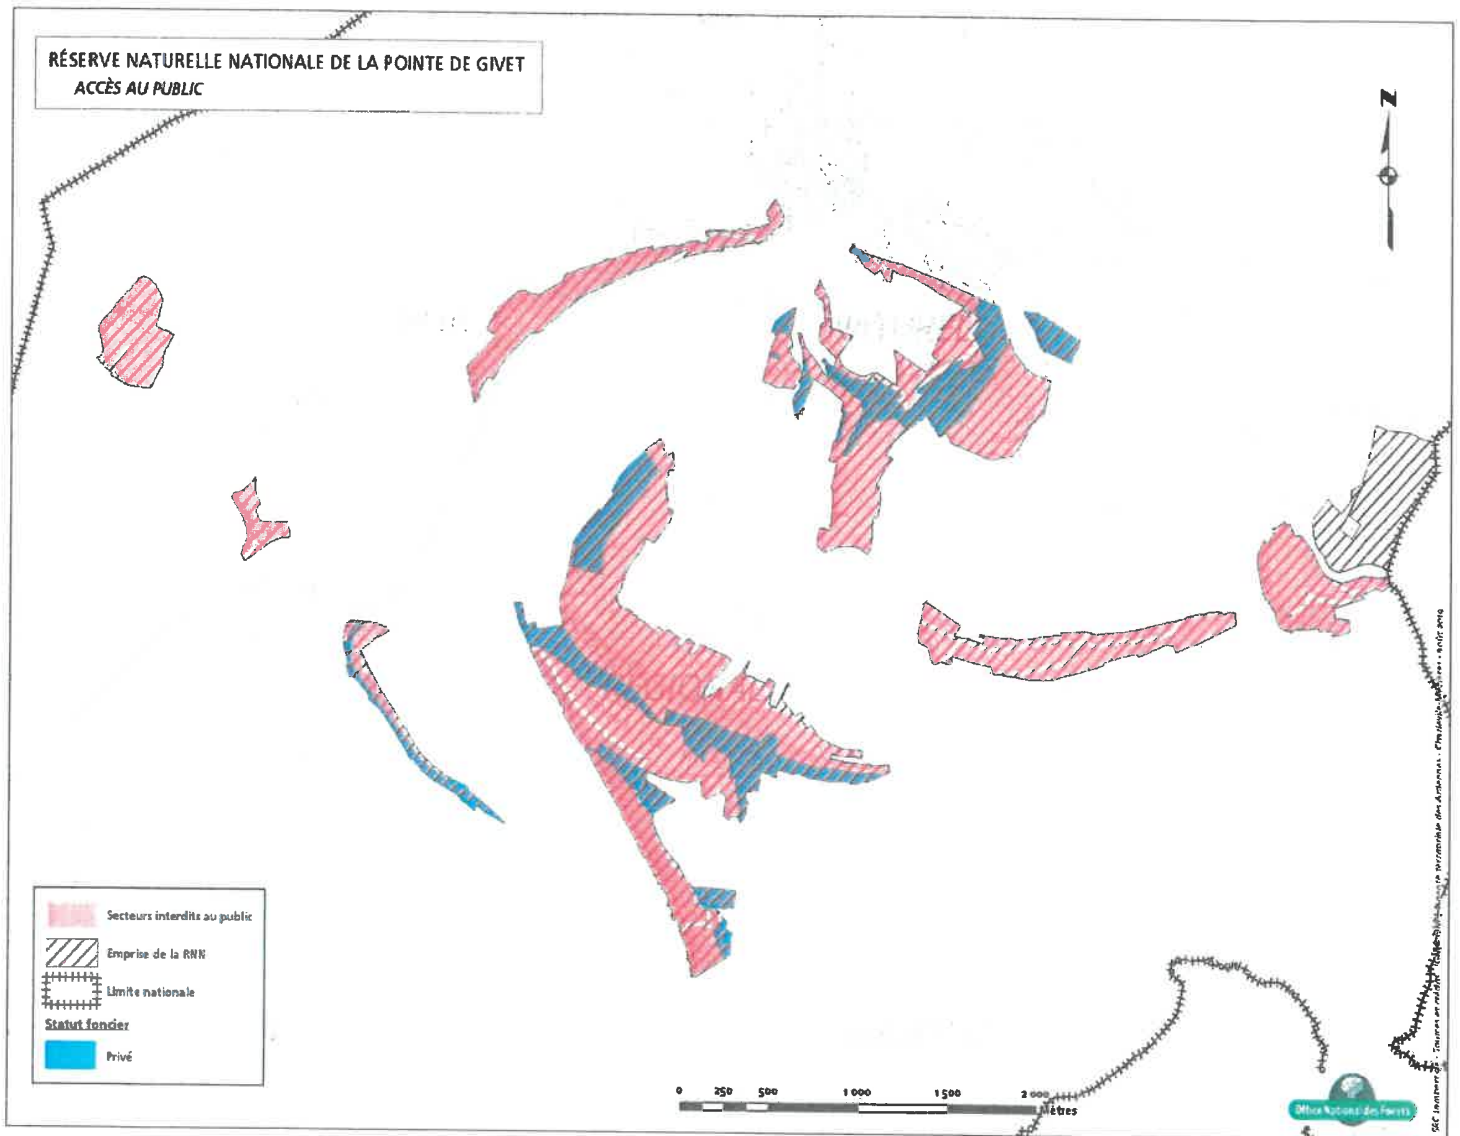 RÉSERVE NATURELLE NATIONALE DE LA POINTE DE GIVET
ACCÈS AU PUBLIC
N
Secteurs interdits au public
Emprise de la RNN
Limite nationale
Statut foncier
Privé
0 250 500 1 000 1 500 2 000
Mètres
Office National des Forêts